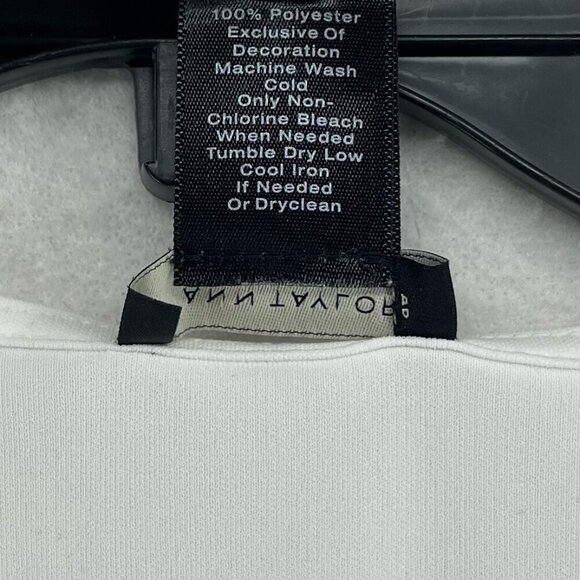 100% Polyester
Exclusive Of
Decoration
Machine Wash
Cold
Only Non-
Chlorine Bleach
When Needed
Tumble Dry Low
Cool Iron
If Needed
Or Dryclean
ANN TAYLOR